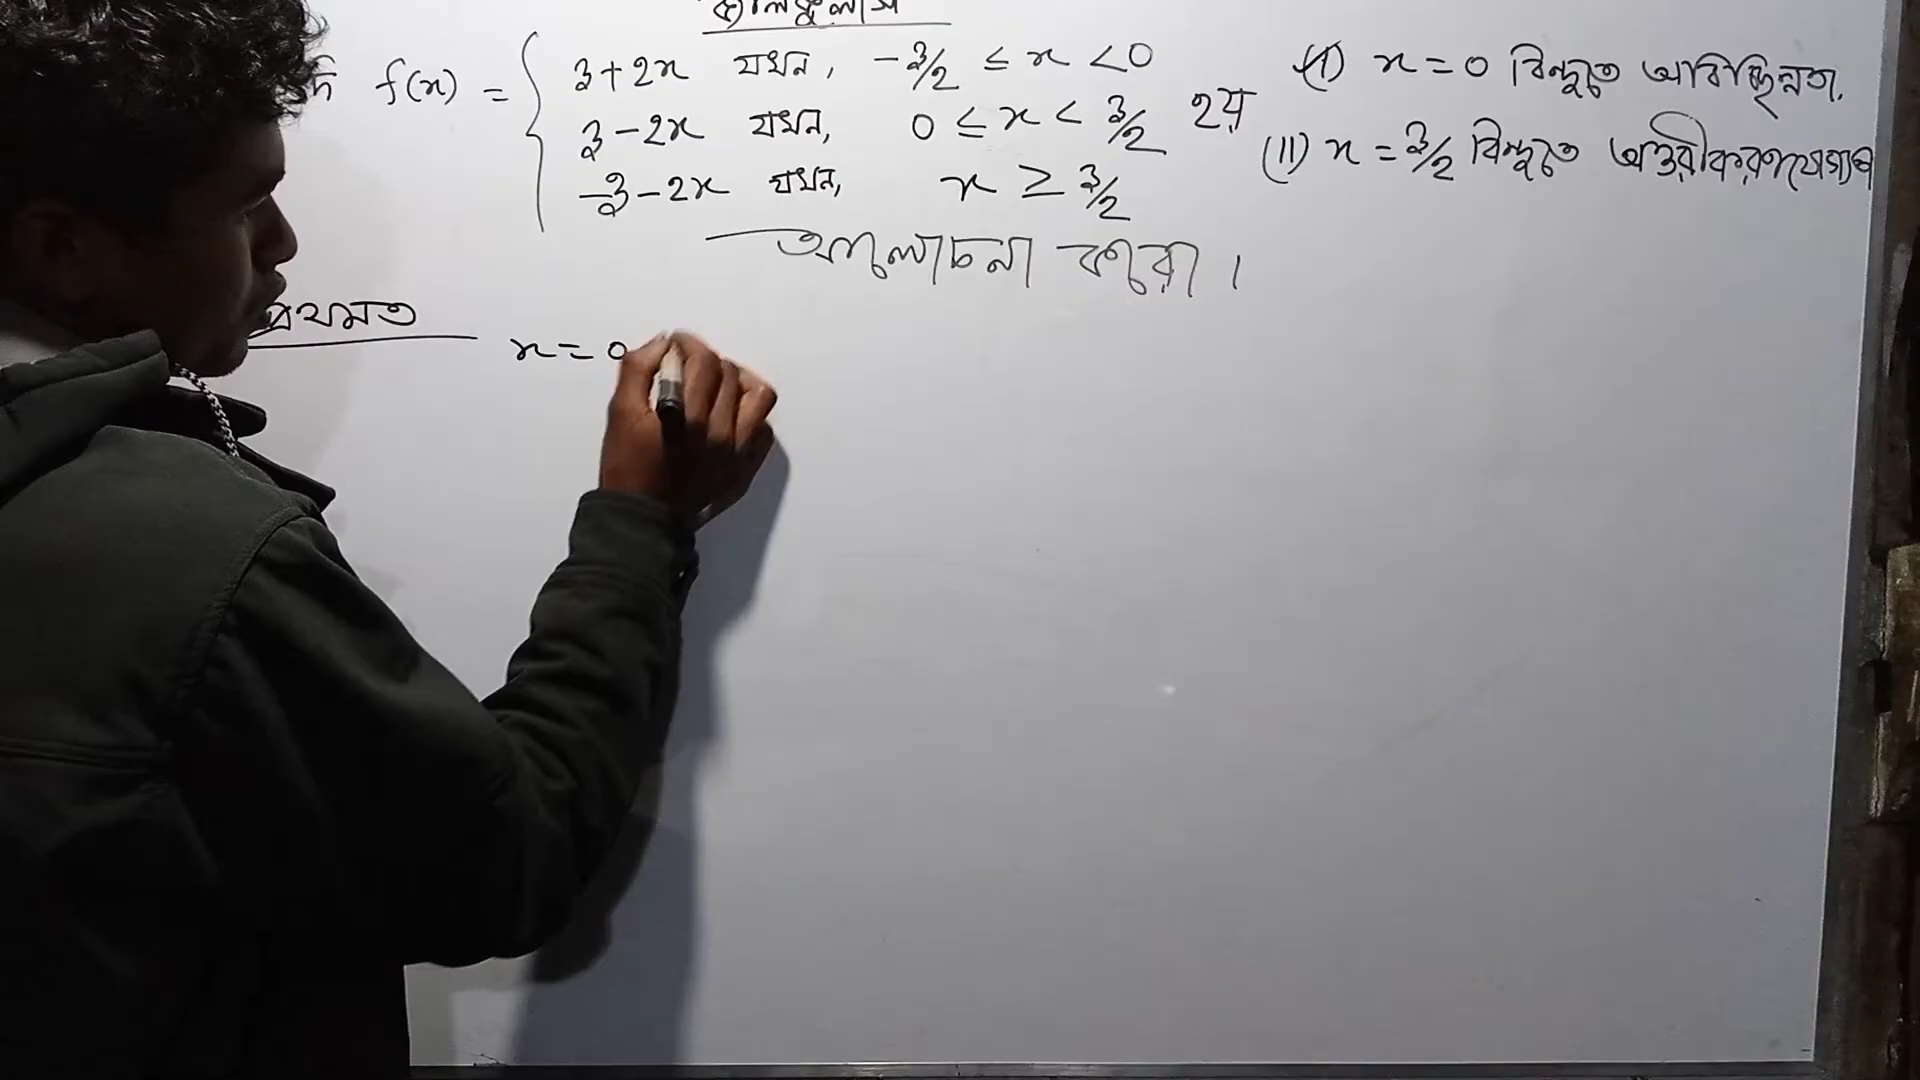 ক্যালকুলাস
f(x) = { 3+2x যখন, -3/2 ≤ x < 0
3-2x যখন, 0 ≤ x < 3/2 হয়
-3-2x যখন, x ≥ 3/2
(I) x = 0 বিন্দুতে অবিচ্ছিন্নতা,
(II) x = 3/2 বিন্দুতে অন্তরীকরণযোগ্যতা
আলোচনা করো।
প্রথমত
x = 0